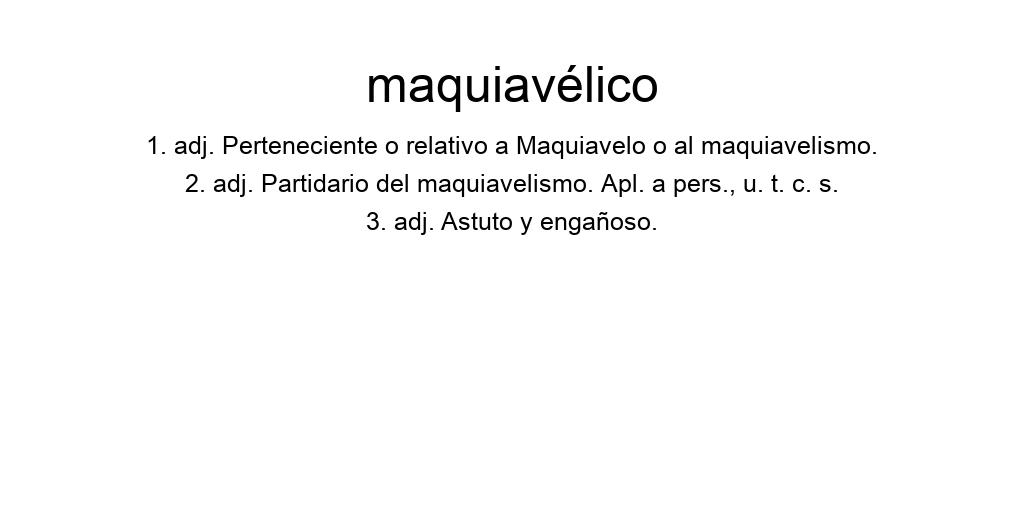 maquiavélico
1. adj. Perteneciente o relativo a Maquiavelo o al maquiavelismo.
2. adj. Partidario del maquiavelismo. Apl. a pers., u. t. c. s.
3. adj. Astuto y engañoso.